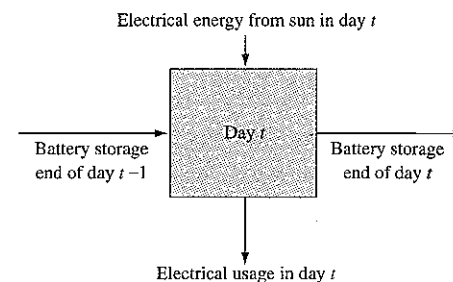 Electrical energy from sun in day t
Day t
Battery storage
end of day t −1
Battery storage
end of day t
Electrical usage in day t